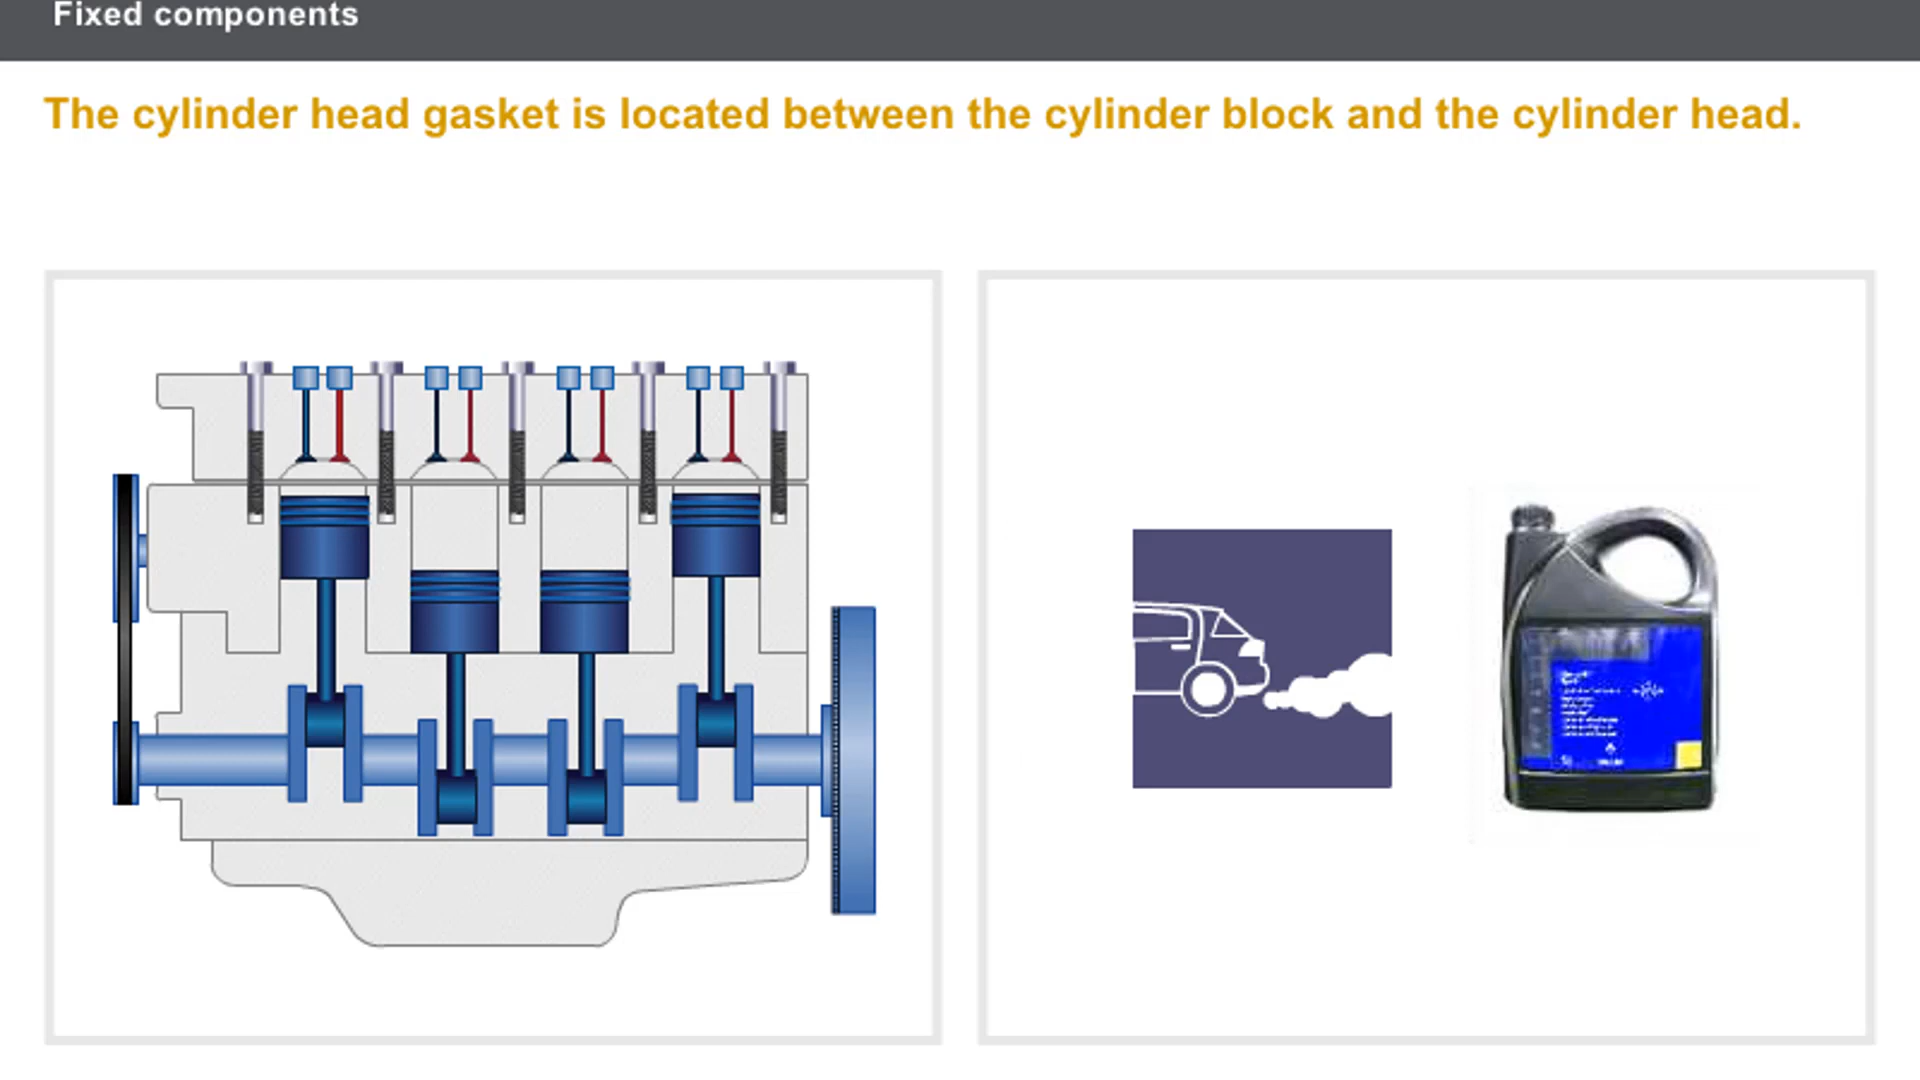 Fixed components
The cylinder head gasket is located between the cylinder block and the cylinder head.